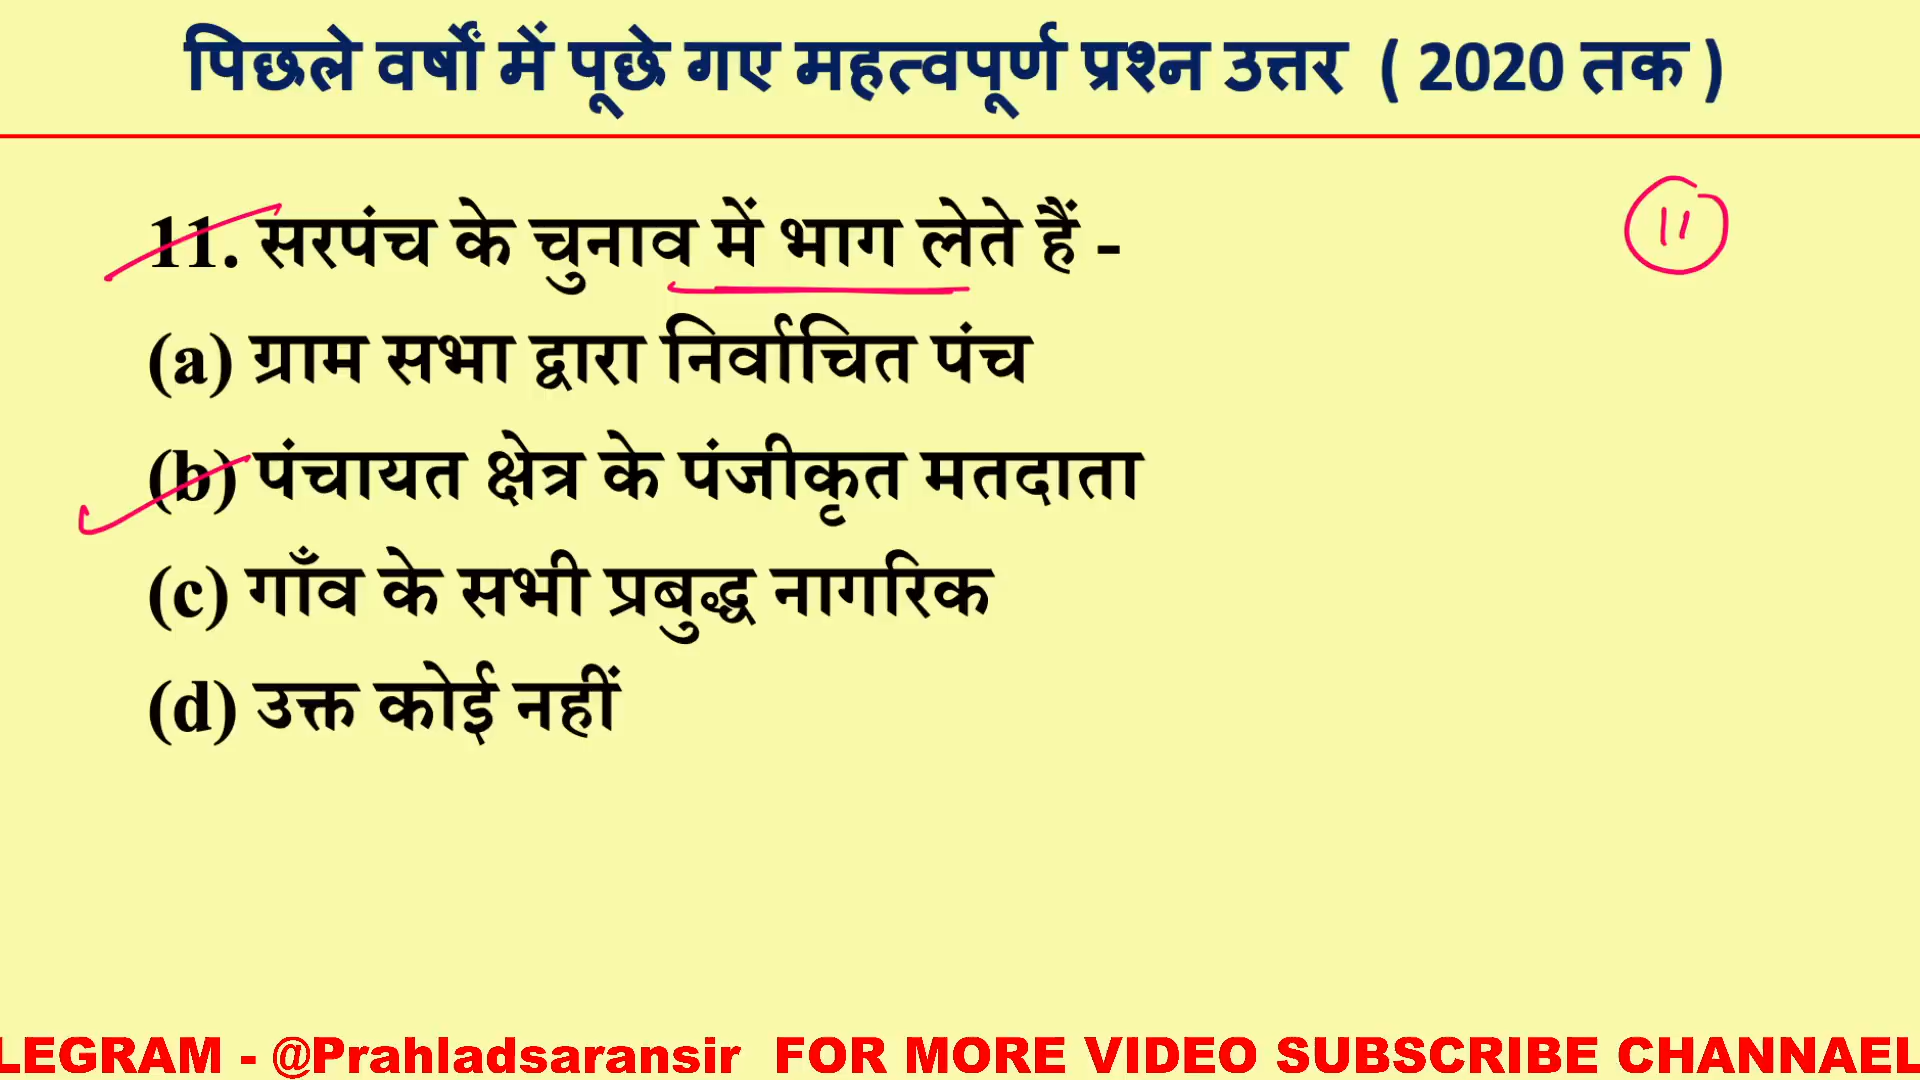 पिछले वर्षों में पूछे गए महत्वपूर्ण प्रश्न उत्तर ( 2020 तक )
11. सरपंच के चुनाव में भाग लेते हैं -
11
(a) ग्राम सभा द्वारा निर्वाचित पंच
(b) पंचायत क्षेत्र के पंजीकृत मतदाता
(c) गाँव के सभी प्रबुद्ध नागरिक
(d) उक्त कोई नहीं
LEGRAM - @Prahladsaransir FOR MORE VIDEO SUBSCRIBE CHANNAEL